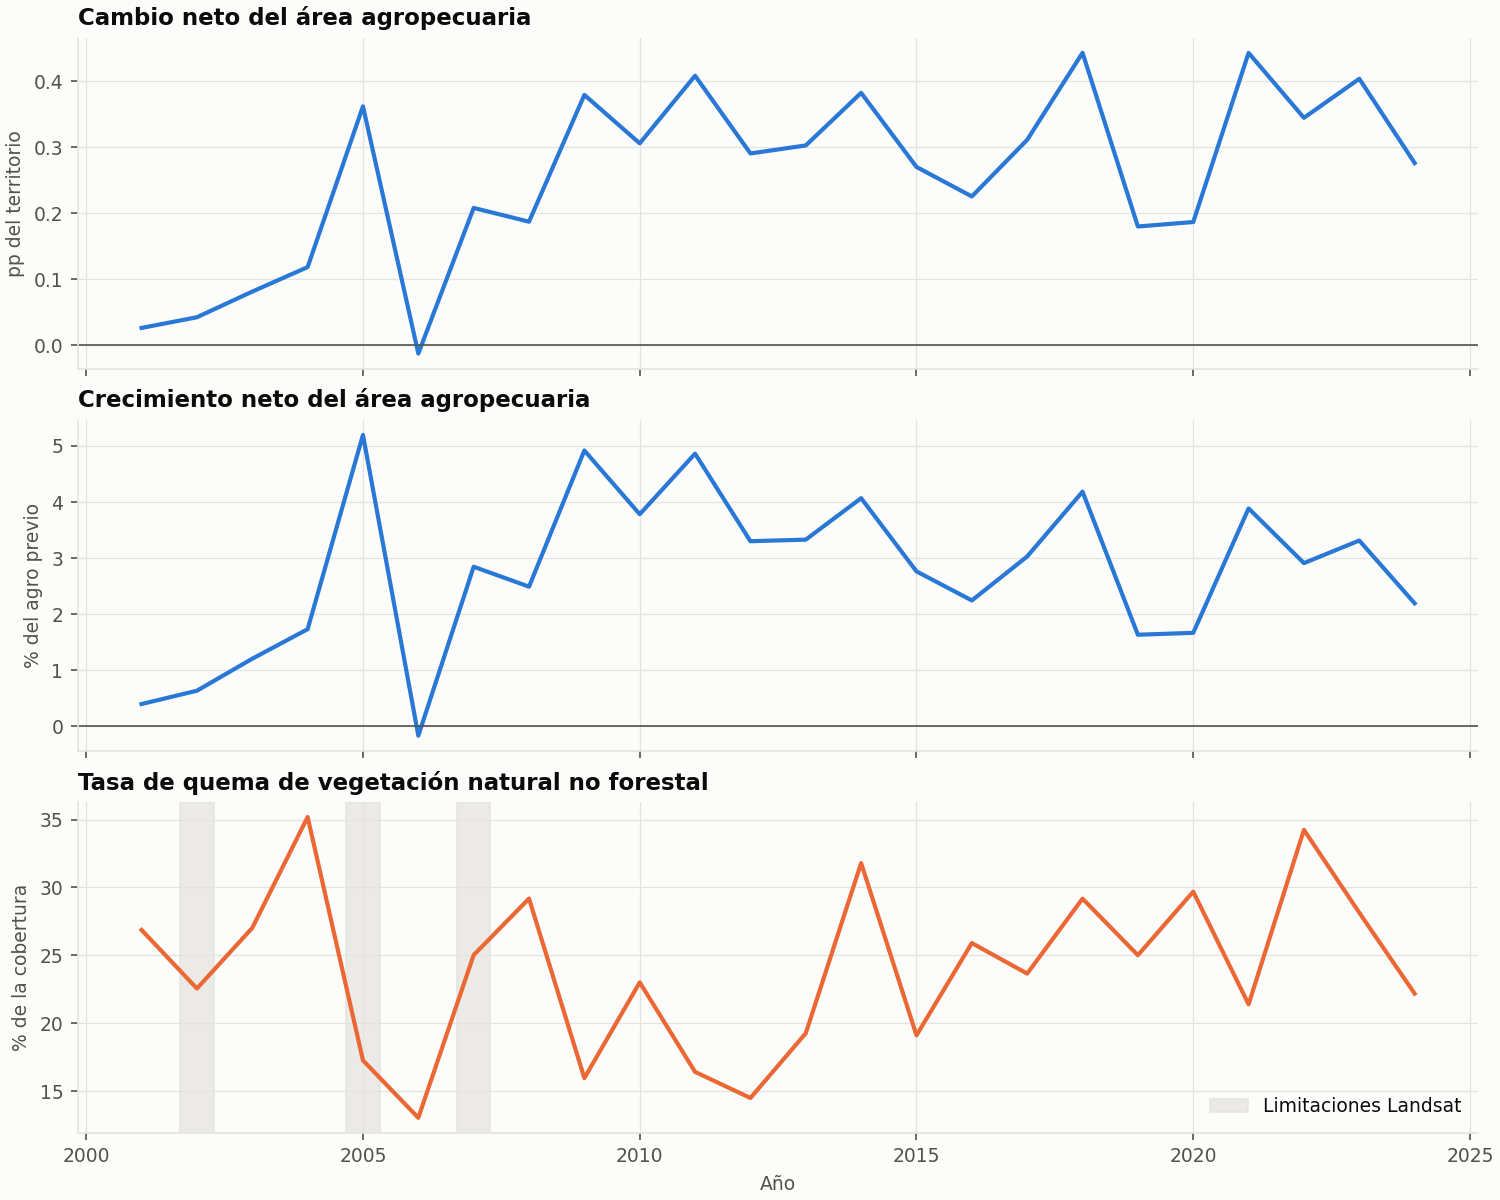 Cambio neto del área agropecuaria
pp del territorio
0.4
0.3
0.2
0.1
0.0
Crecimiento neto del área agropecuaria
% del agro previo
5
4
3
2
1
0
Tasa de quema de vegetación natural no forestal
% de la cobertura
35
30
25
20
15
Limitaciones Landsat
2000 2005 2010 2015 2020 2025
Año